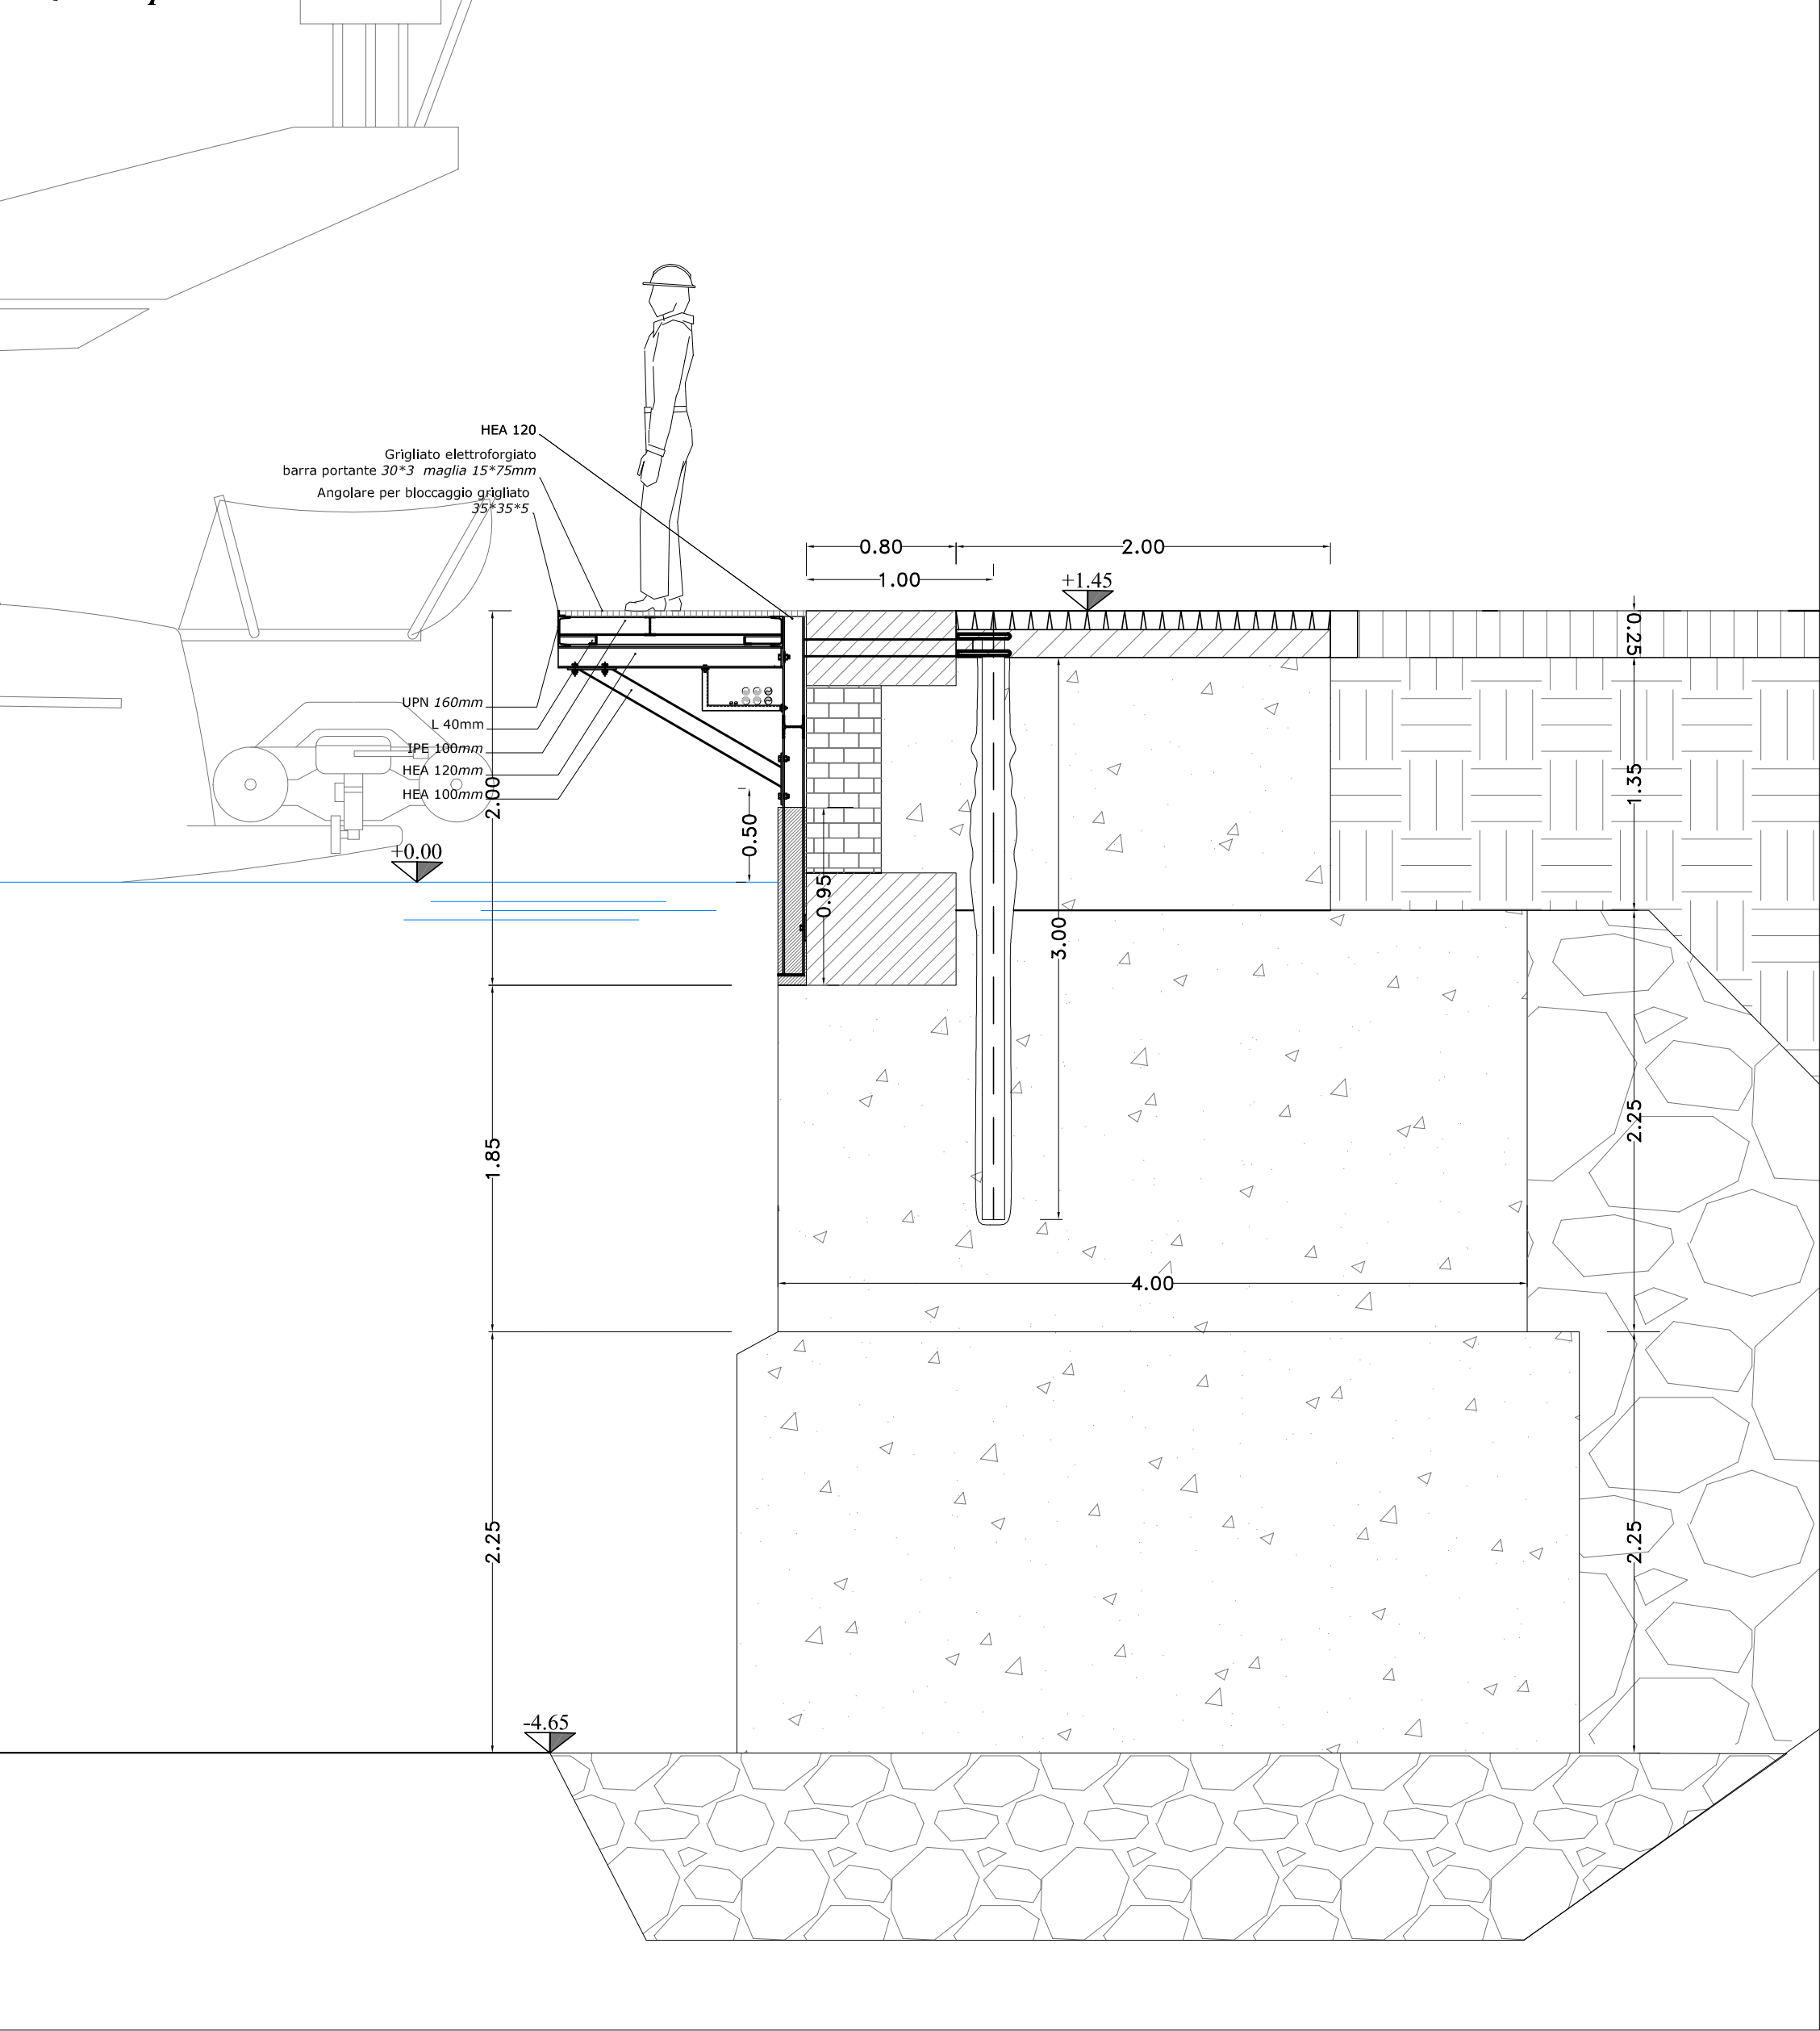 HEA 120
Grigliato elettroforgiato
barra portante 30*3 maglia 15*75mm
Angolare per bloccaggio grigliato
35*35*5
0.80
2.00
1.00
+1.45
0.25
UPN 160mm
L 40mm
IPE 100mm
HEA 120mm
HEA 100mm
2.00
0.50
1.35
+0.00
0.95
3.00
1.85
2.25
4.00
2.25
2.25
-4.65